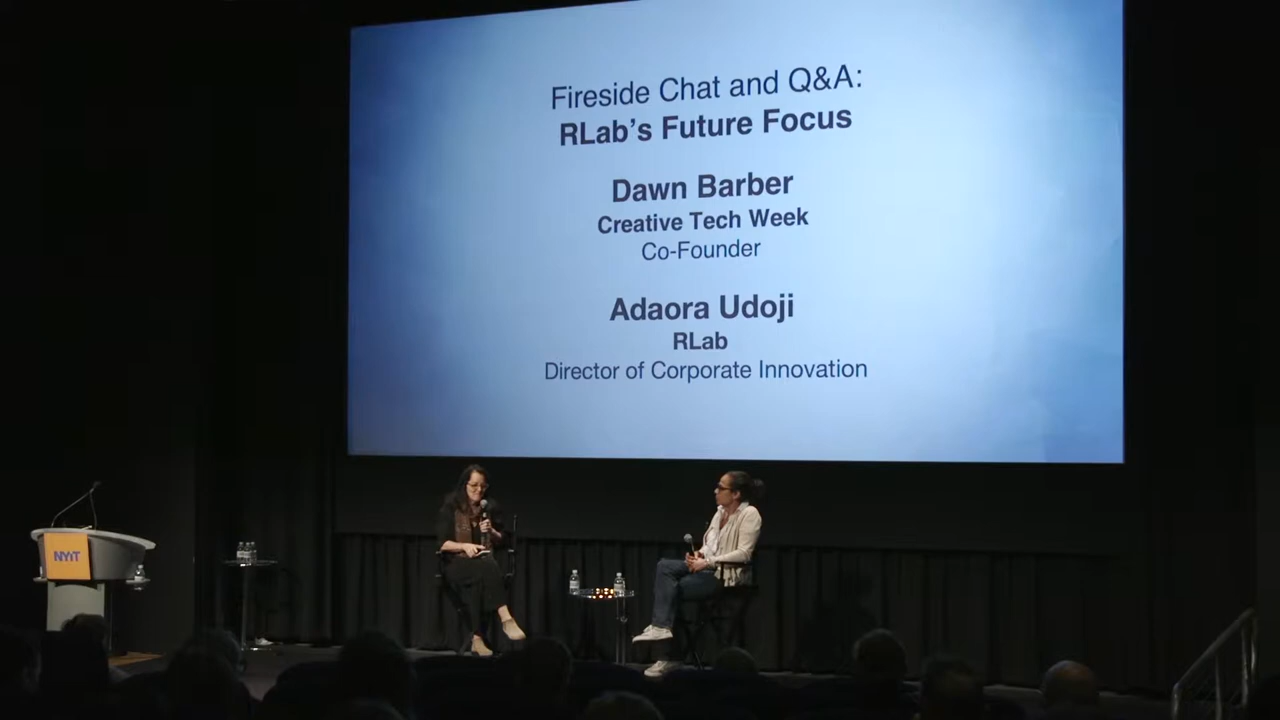 Fireside Chat and Q&A:
RLab's Future Focus
Dawn Barber
Creative Tech Week
Co-Founder
Adaora Udoji
RLab
Director of Corporate Innovation
NYIT